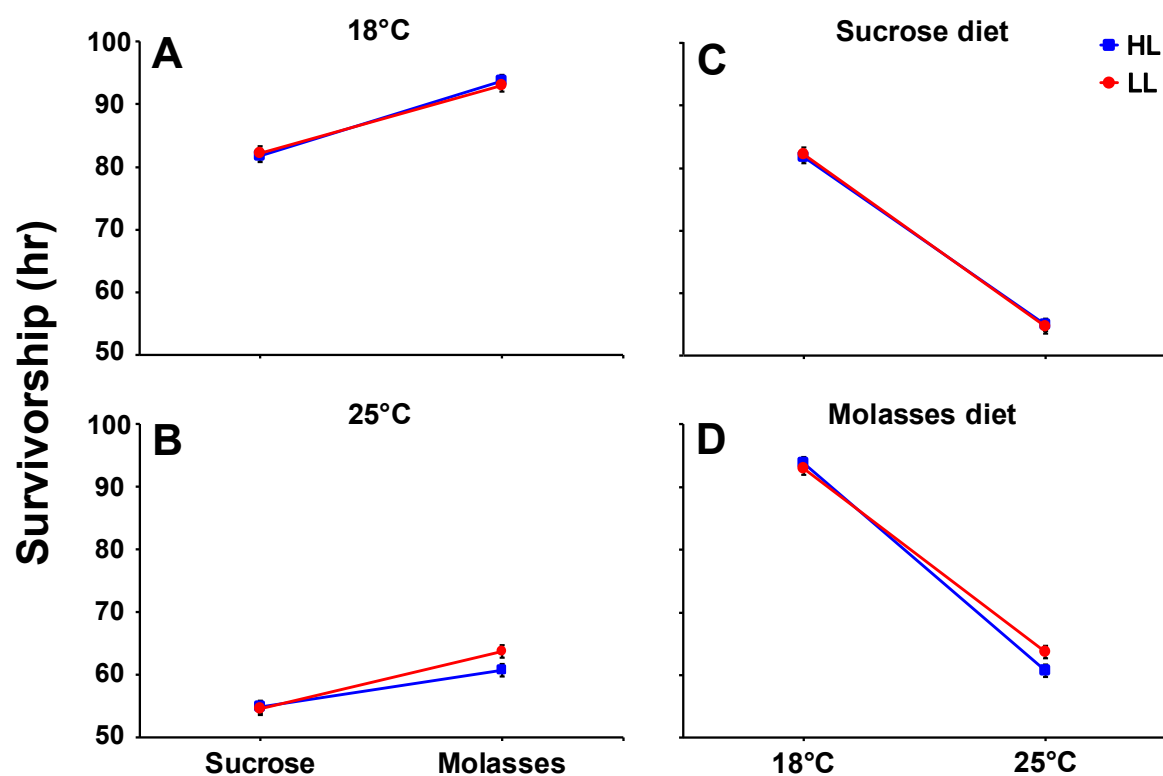 A
18°C
100
90
80
70
60
50
C
Sucrose diet
HL
LL
Survivorship (hr)
B
25°C
100
90
80
70
60
50
Sucrose
Molasses
D
Molasses diet
18°C
25°C